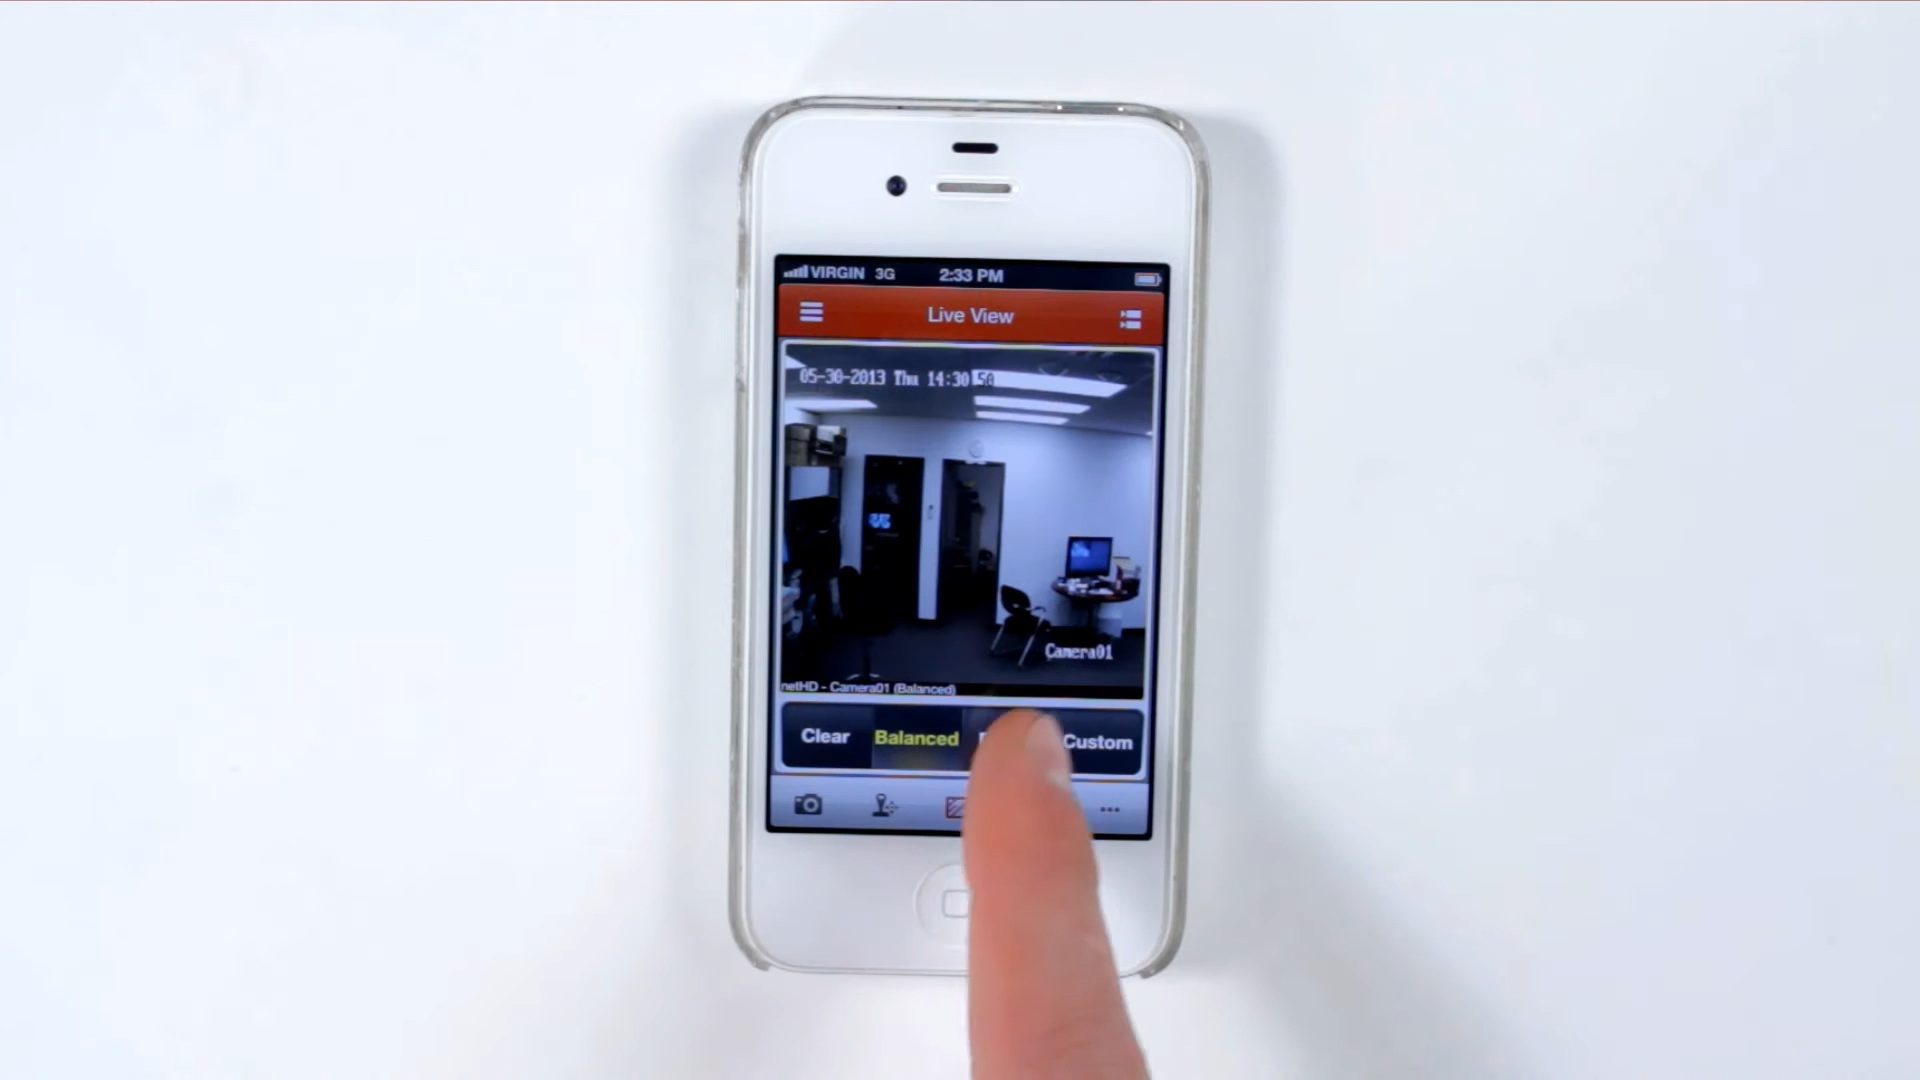 VIRGIN 3G 2:33 PM
Live View
05-30-2013 Thu 14:30:50
Camera01
netHD - Camera01 (Balanced)
Clear Balanced Custom